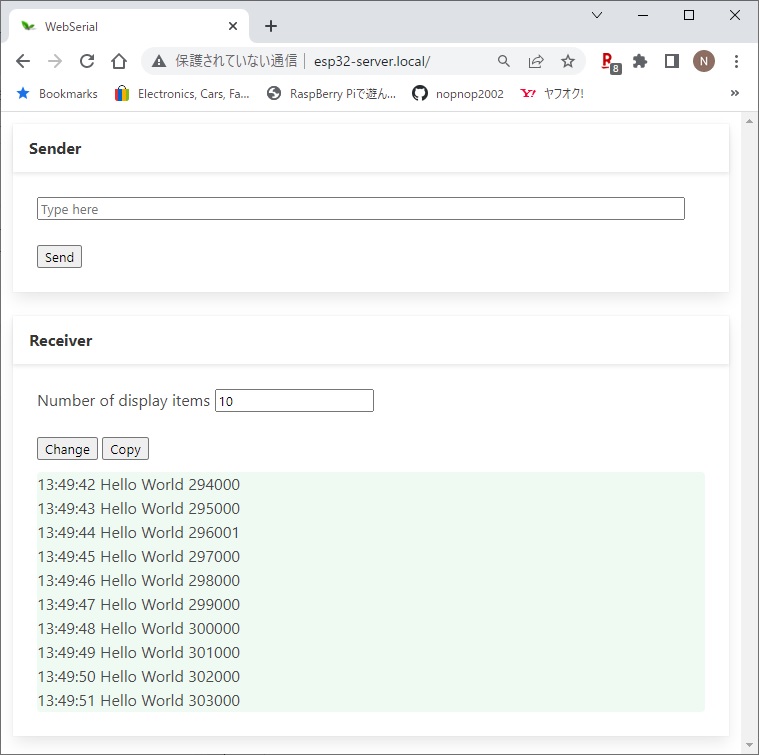 WebSerial
保護されていない通信 esp32-server.local/
R 8 N
Bookmarks Electronics, Cars, Fa... RaspBerry Piで遊ん... nopnop2002 Y! ヤフオク! »
Sender
Type here
Send
Receiver
Number of display items 10
Change Copy
13:49:42 Hello World 294000
13:49:43 Hello World 295000
13:49:44 Hello World 296001
13:49:45 Hello World 297000
13:49:46 Hello World 298000
13:49:47 Hello World 299000
13:49:48 Hello World 300000
13:49:49 Hello World 301000
13:49:50 Hello World 302000
13:49:51 Hello World 303000